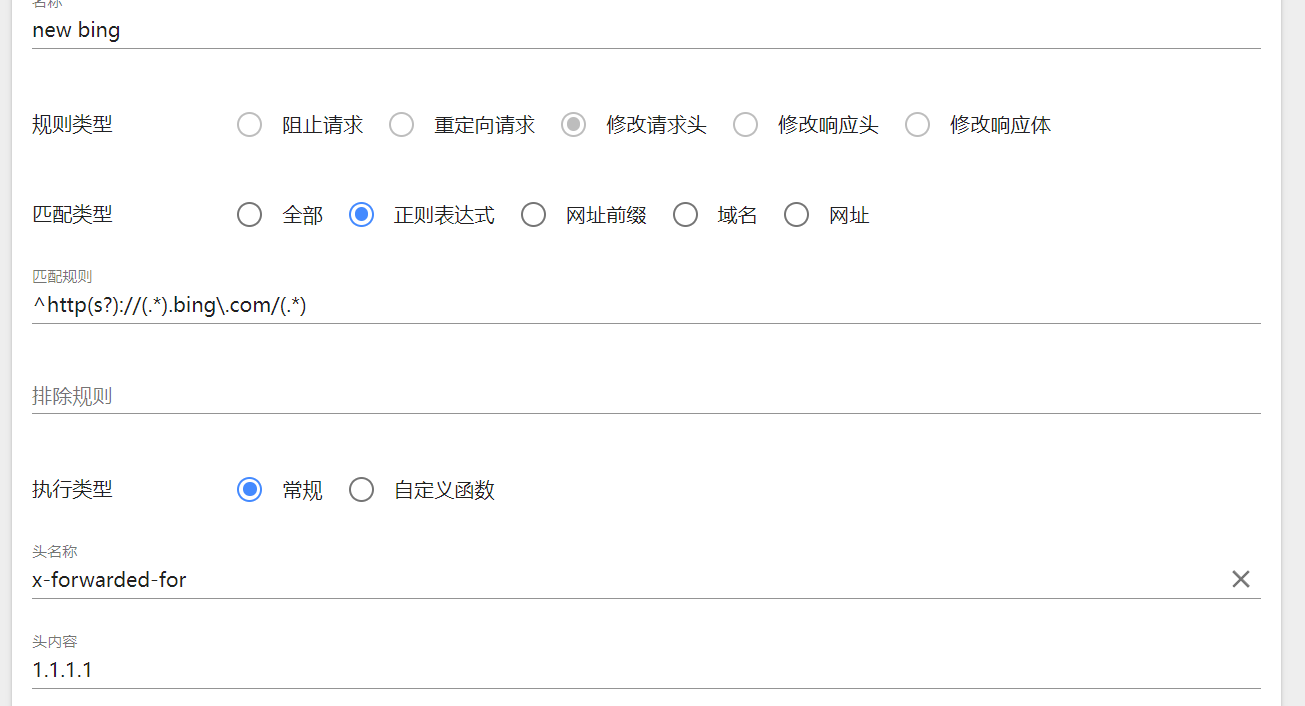 名称
new bing
规则类型 阻止请求 重定向请求 修改请求头 修改响应头 修改响应体
匹配类型 全部 正则表达式 网址前缀 域名 网址
匹配规则
^http(s?)://(.*).bing\.com/(.*)
排除规则
执行类型 常规 自定义函数
头名称
x-forwarded-for
头内容
1.1.1.1